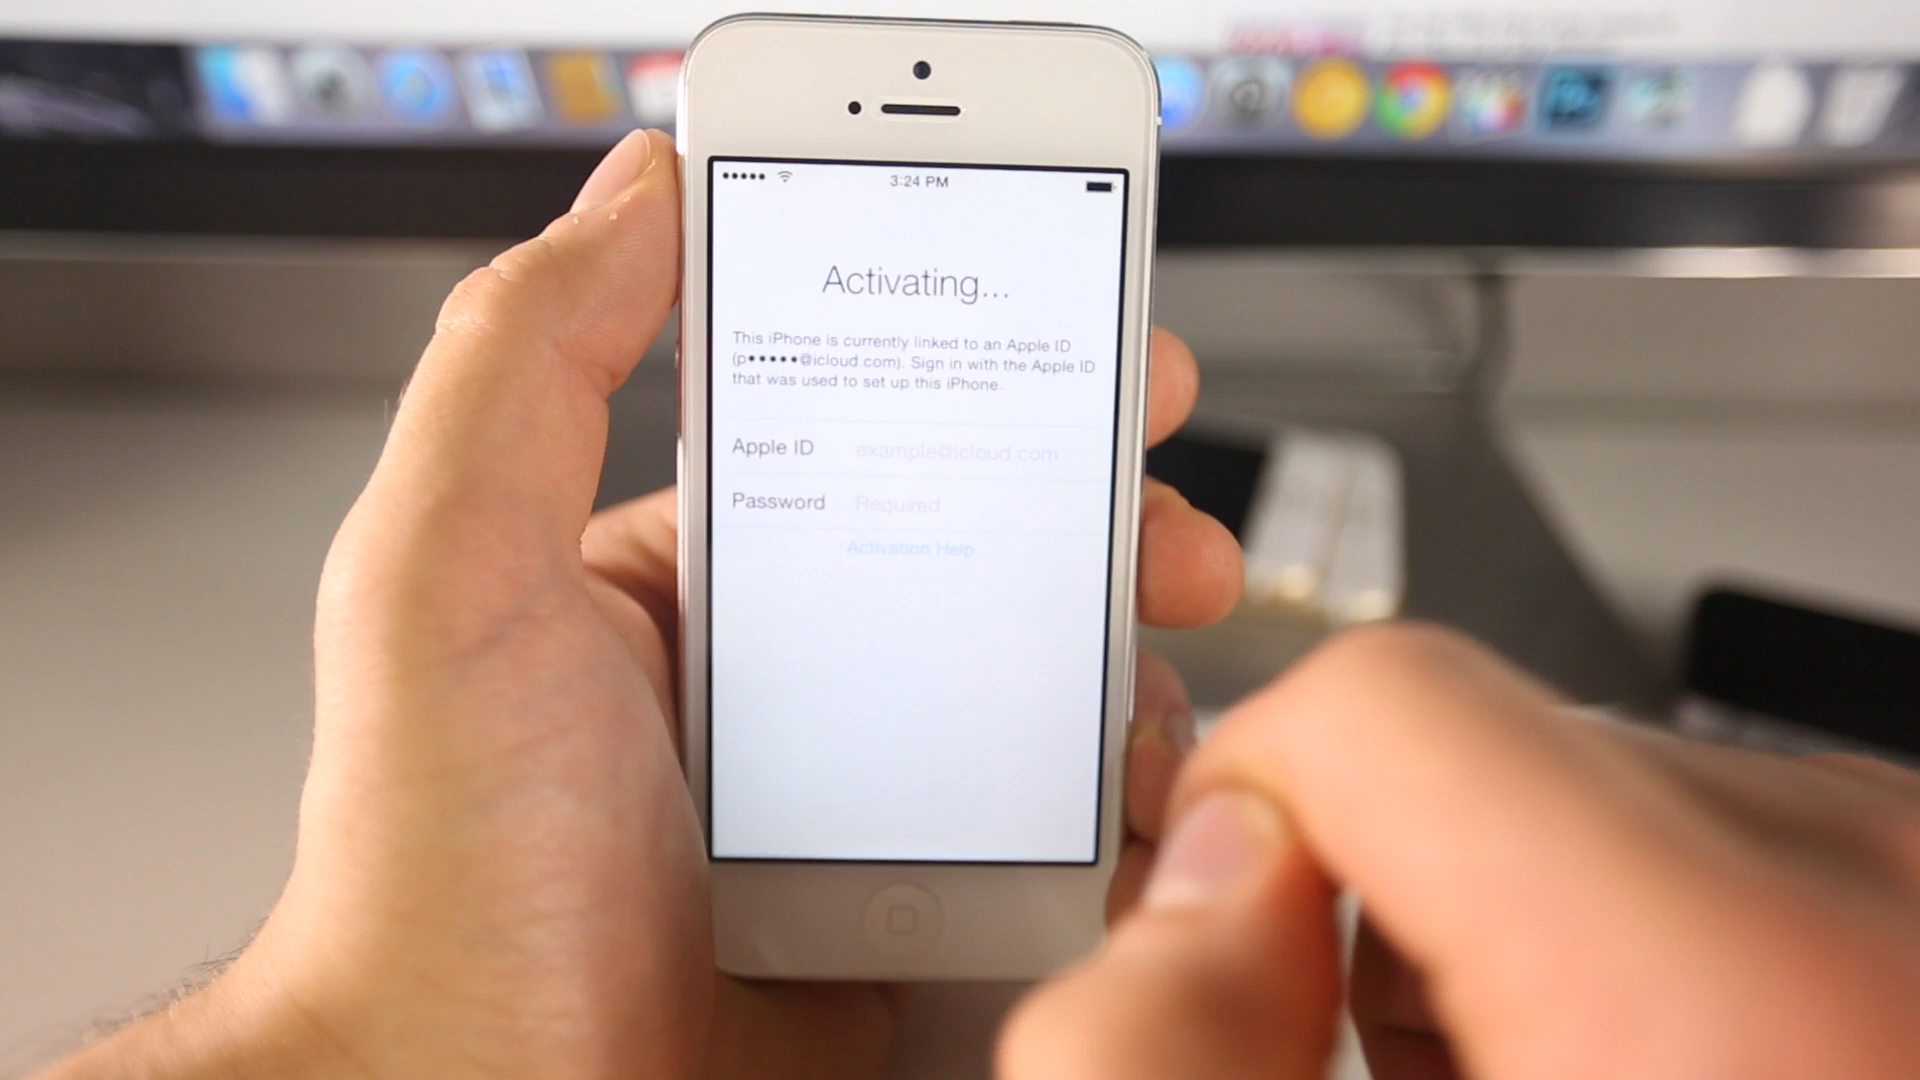 3:24 PM
Activating...
This iPhone is currently linked to an Apple ID
(p•••••@icloud.com). Sign in with the Apple ID
that was used to set up this iPhone.
Apple ID example@icloud.com
Password Required
Activation Help